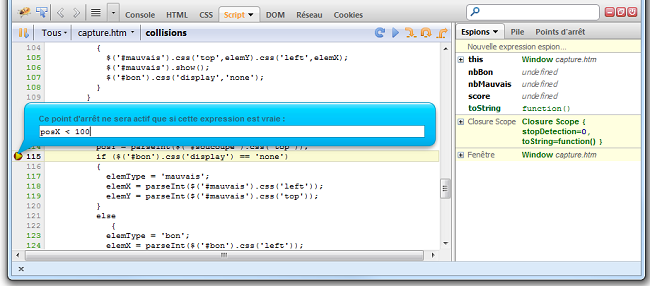 Console HTML CSS Script DOM Réseau Cookies
Tous capture.htm collisions
104 {
105 $('#mauvais').css('top',elemY).css('left',elemX);
106 $('#mauvais').show();
107 $('#bon').css('display','none');
108 }
109 }
Ce point d'arrêt ne sera actif que si cette expression est vraie :
posX < 100
114 posY = parseInt($('#soucoupe').css('top'));
115 if ($('#bon').css('display') == 'none')
116 {
117 elemType = 'mauvais';
118 elemX = parseInt($('#mauvais').css('left'));
119 elemY = parseInt($('#mauvais').css('top'));
120 }
121 else
122 {
123 elemType = 'bon';
124 elemX = parseInt($('#bon').css('left'));
Espions Pile Points d'arrêt
Nouvelle expression espion...
this Window capture.htm
nbBon undefined
nbMauvais undefined
score undefined
toString function()
Closure Scope Closure Scope {
stopDetection=0,
toString=function() }
Fenêtre Window capture.htm